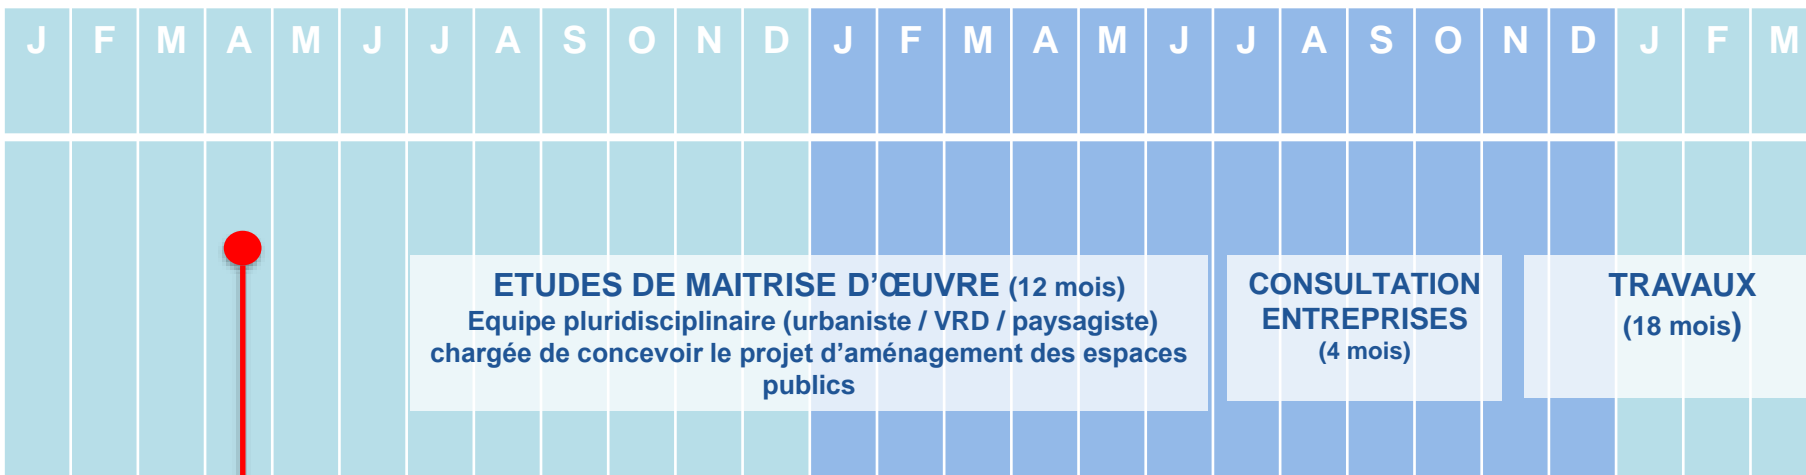 J F M A M J J A S O N D J F M A M J J A S O N D J F M
ETUDES DE MAITRISE D'ŒUVRE (12 mois)
Equipe pluridisciplinaire (urbaniste / VRD / paysagiste)
chargée de concevoir le projet d'aménagement des espaces
publics
CONSULTATION
ENTREPRISES
(4 mois)
TRAVAUX
(18 mois)